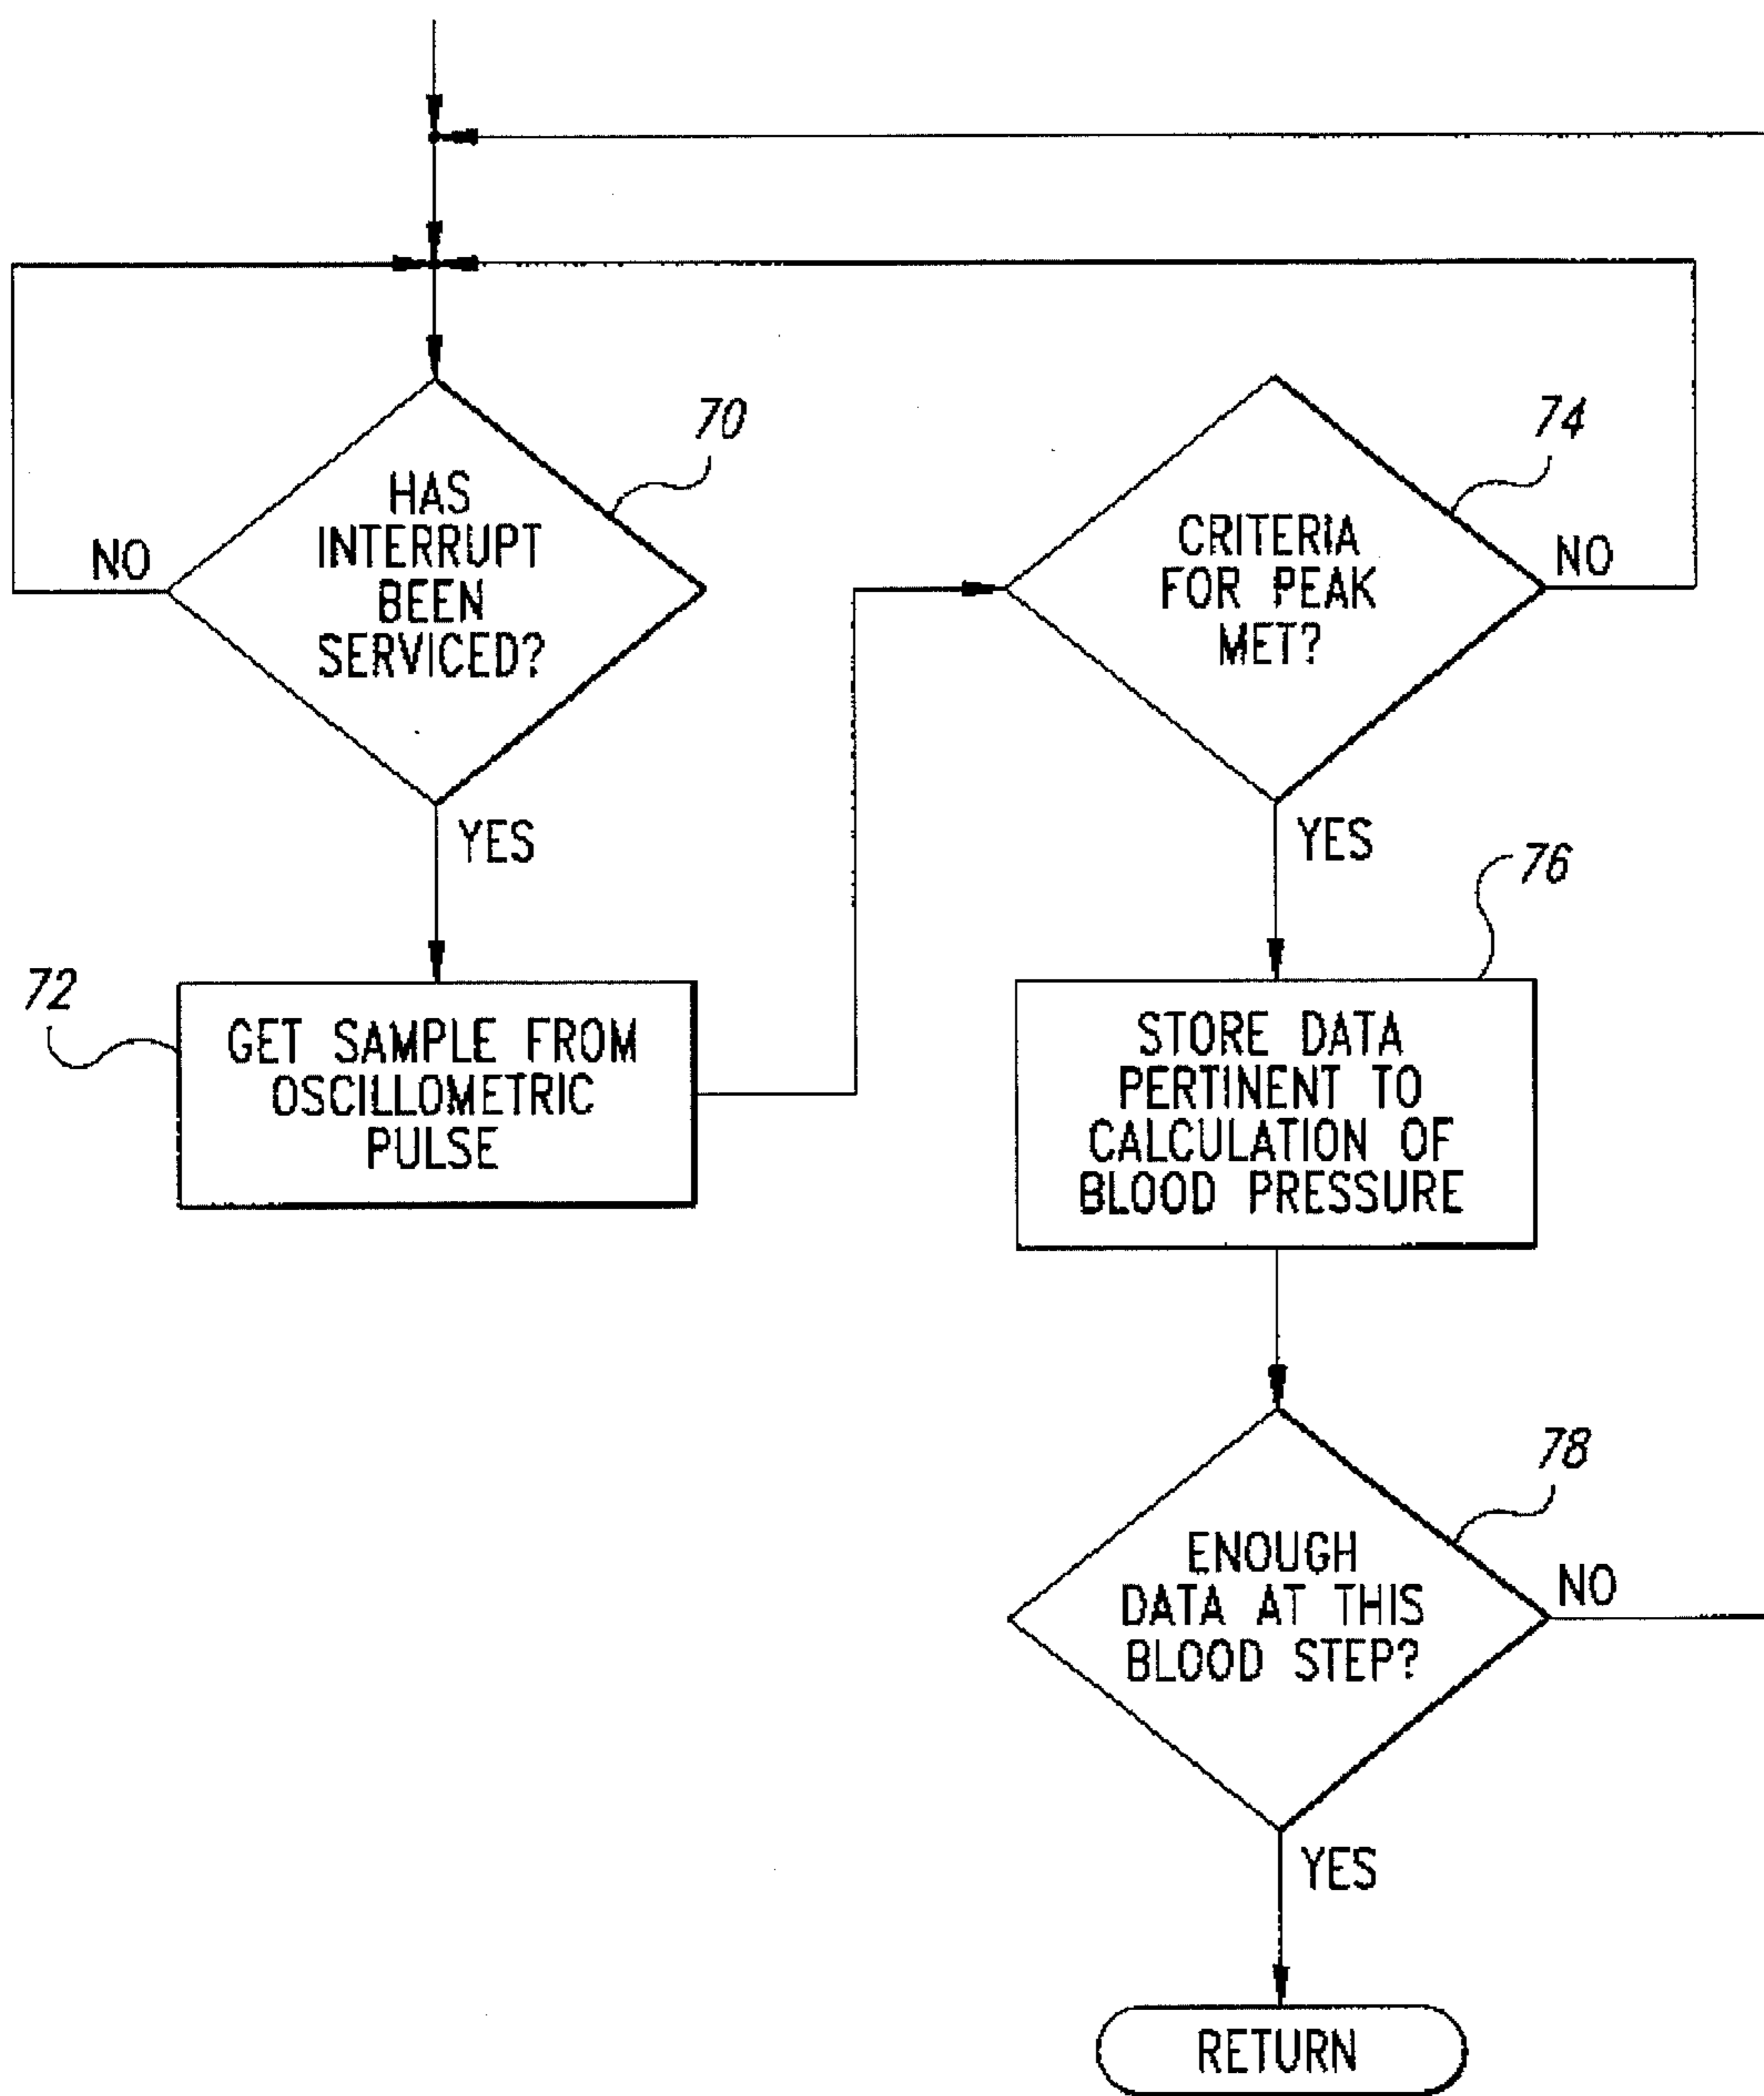 70
HAS
INTERRUPT
BEEN
SERVICED?
NO
YES
72
GET SAMPLE FROM
OSCILLOMETRIC
PULSE
74
CRITERIA
FOR PEAK
MET?
NO
YES
76
STORE DATA
PERTINENT TO
CALCULATION OF
BLOOD PRESSURE
78
ENOUGH
DATA AT THIS
BLOOD STEP?
NO
YES
RETURN